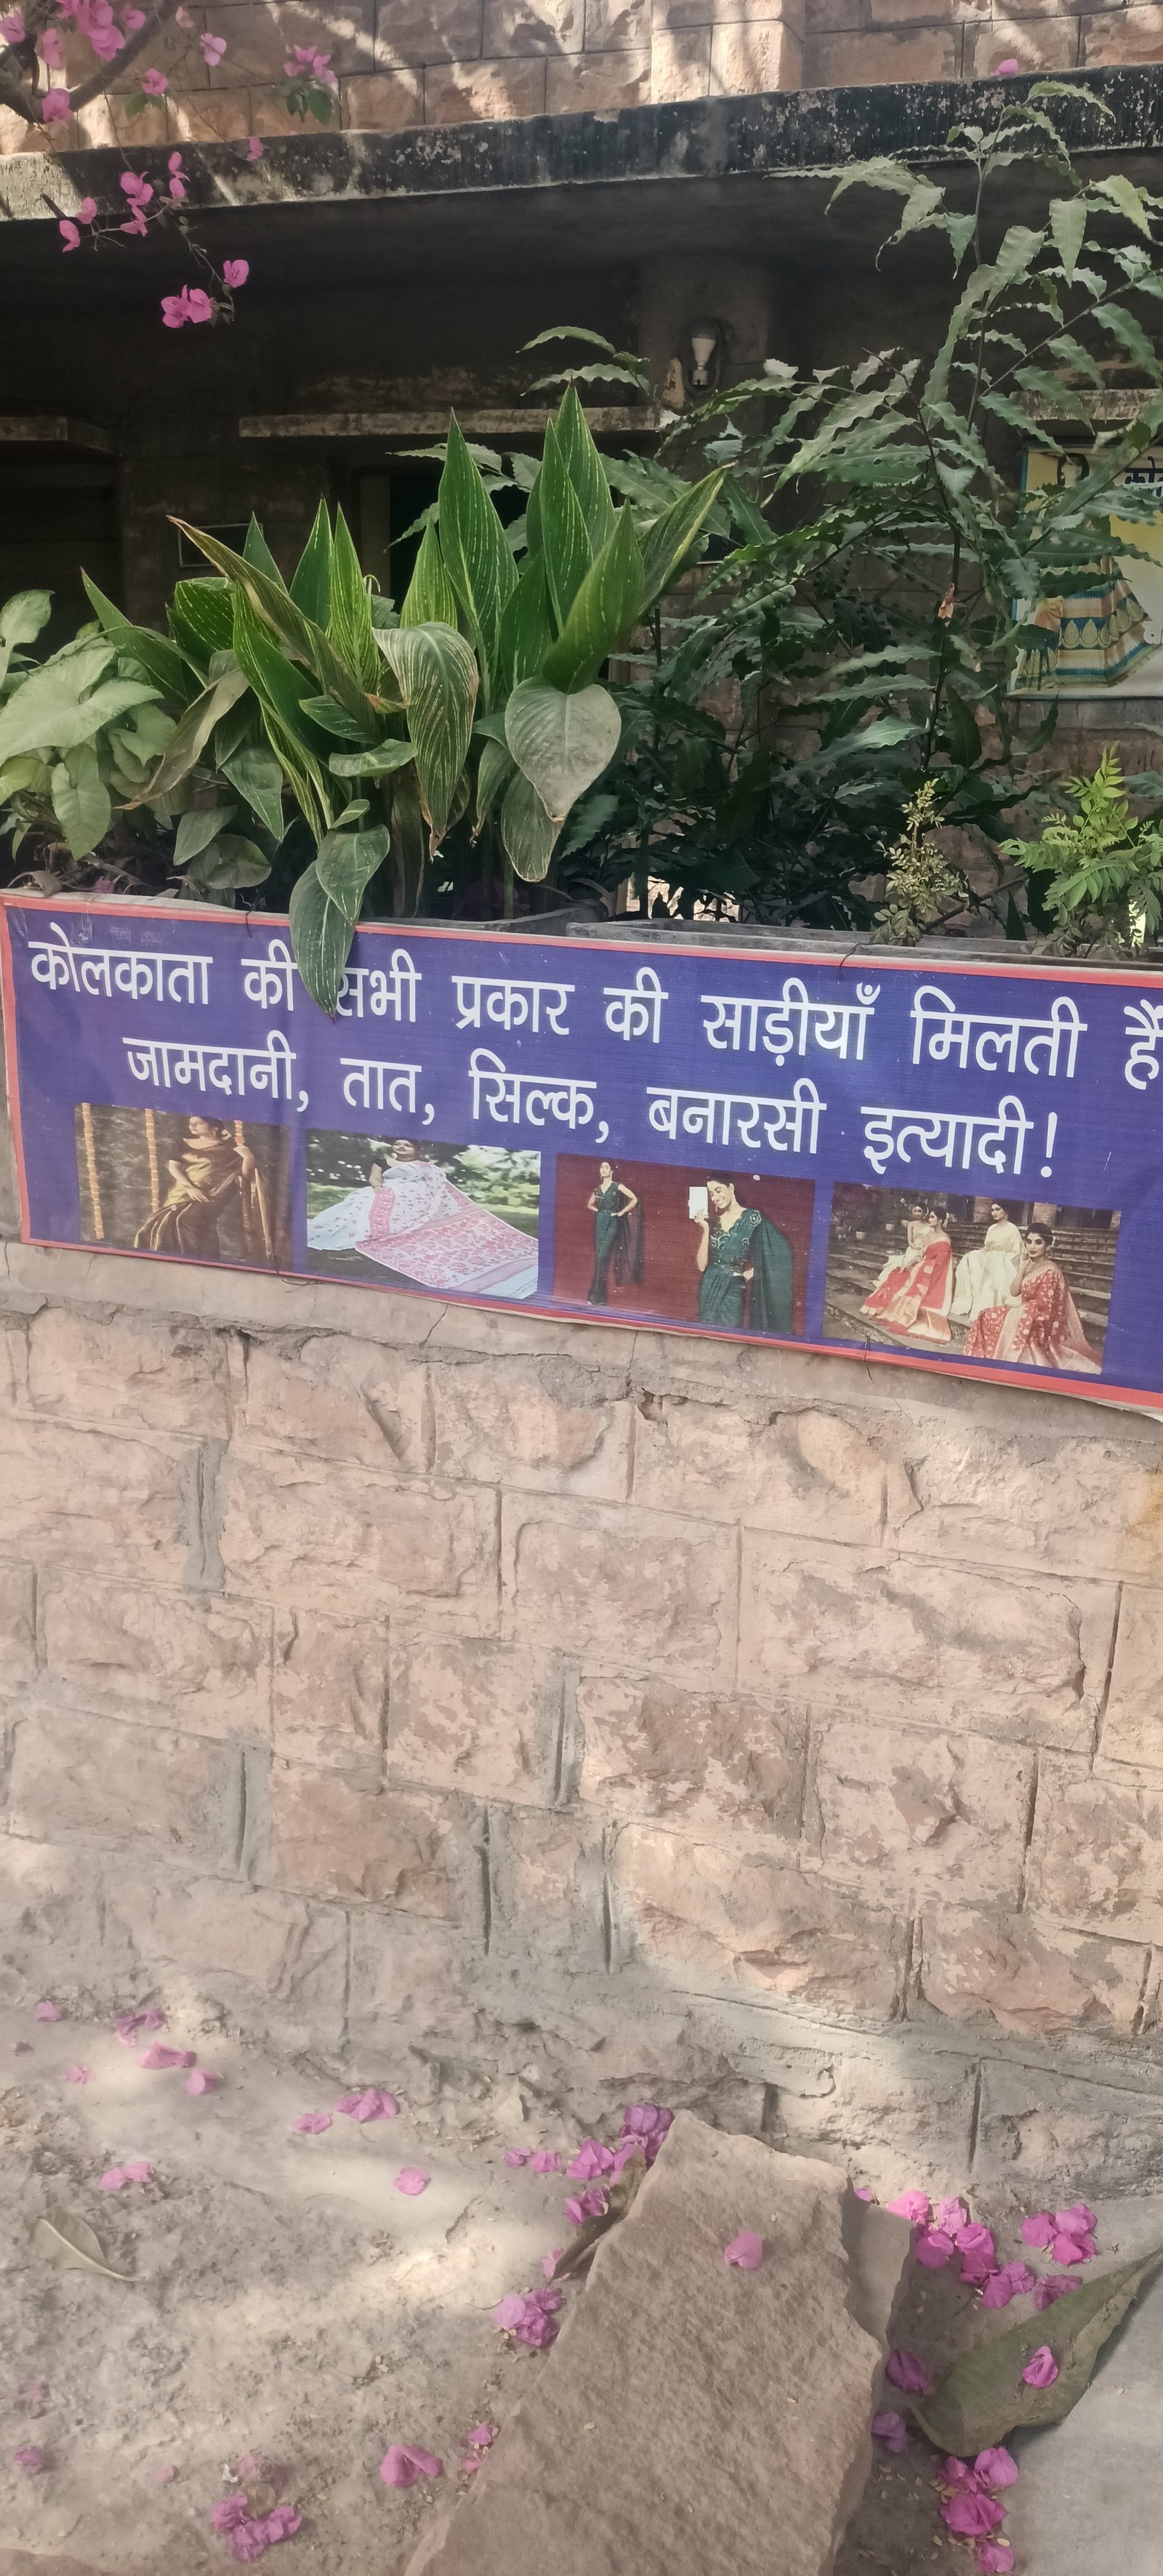 कोलकाता की सभी प्रकार की साड़ीयाँ मिलती हैं
जामदानी, तात, सिल्क, बनारसी इत्यादी!